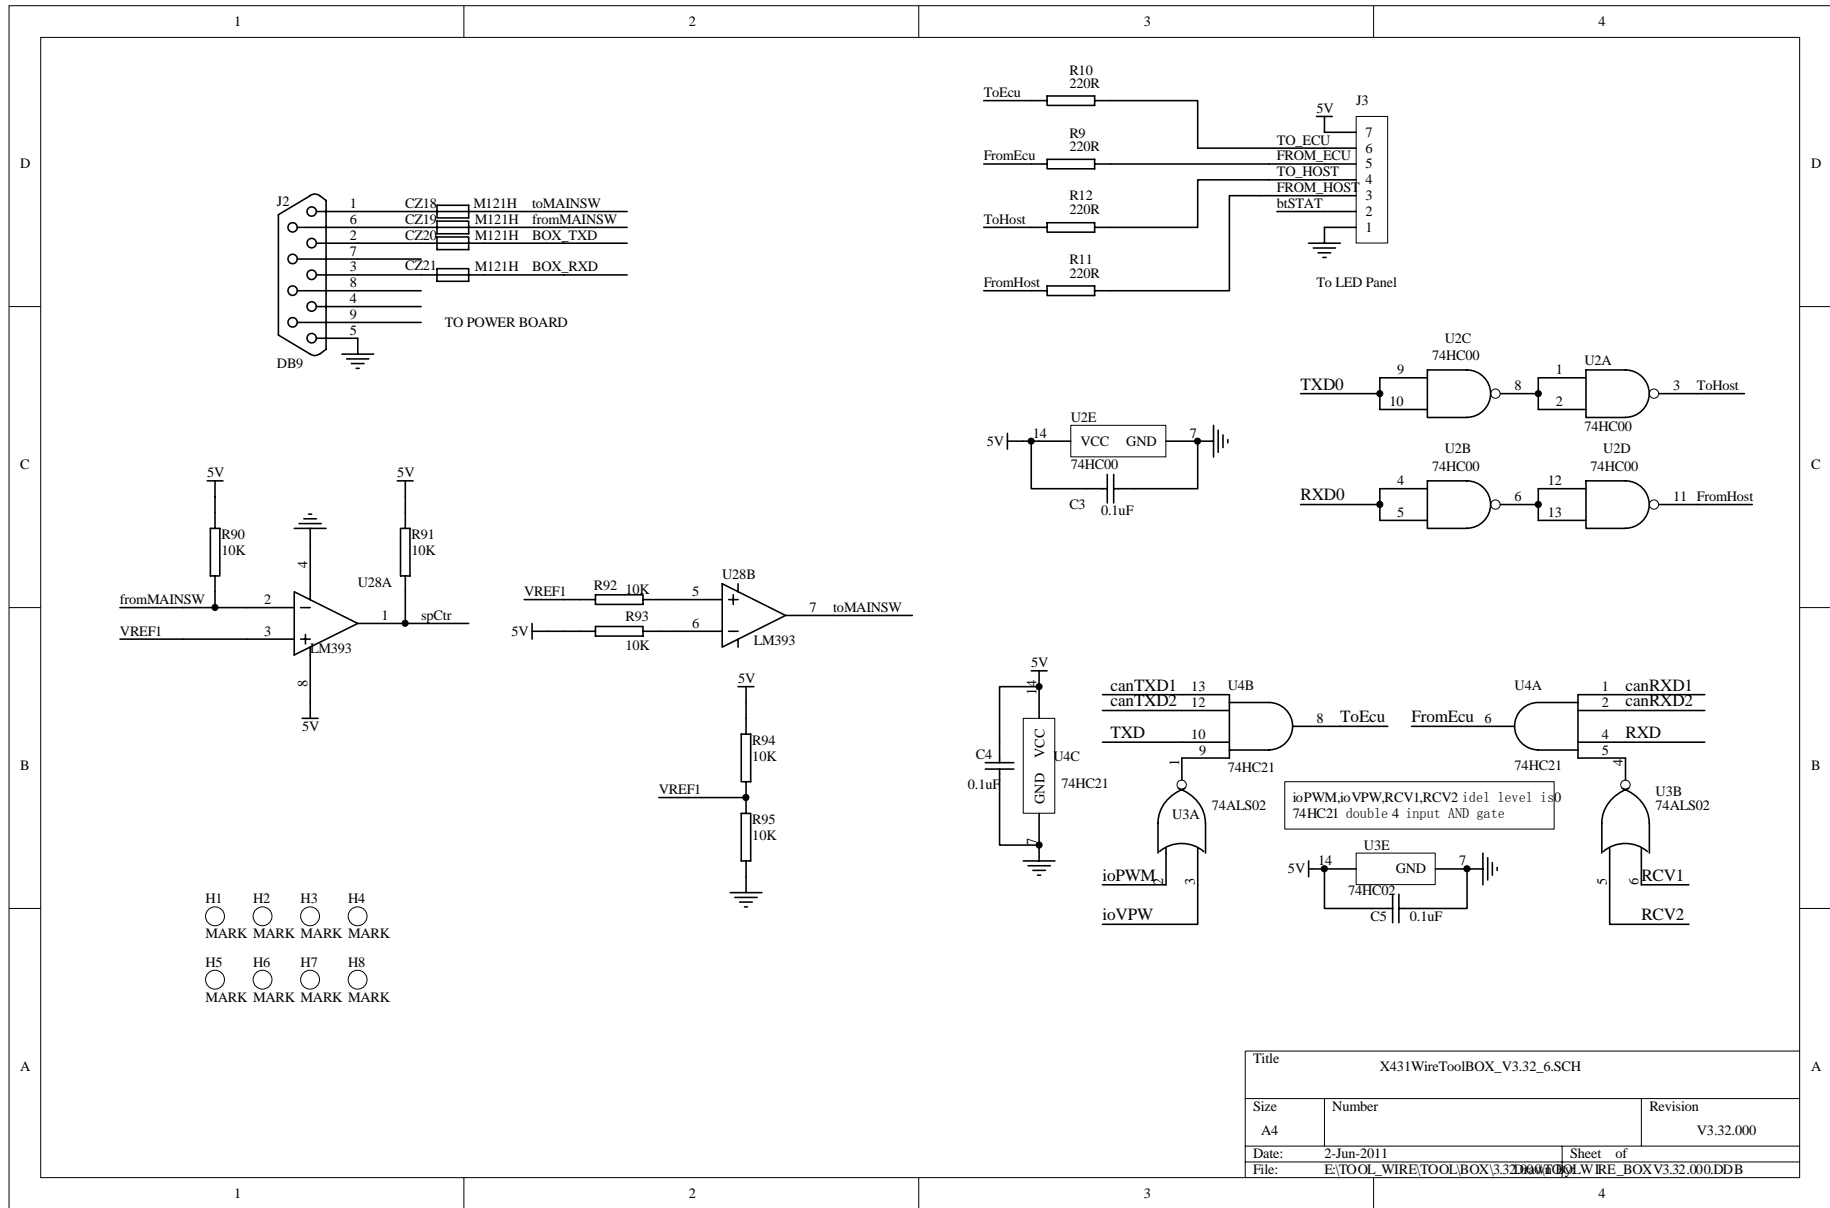 1 2 3 4
D
C
B
A
D
C
B
A
J2
1 CZ18 M121H toMAINSW
6 CZ19 M121H fromMAINSW
2 CZ20 M121H BOX_TXD
7
3 CZ21 M121H BOX_RXD
8
4
9 TO POWER BOARD
5
DB9
R10
220R
ToEcu
R9
220R
FromEcu
R12
220R
ToHost
R11
220R
FromHost
J3
5V
7
TO_ECU 6
FROM_ECU 5
TO_HOST 4
FROM_HOST 3
btSTAT 2
1
To LED Panel
U2C
74HC00
U2A
TXD0 9 10 8 1 2 3 ToHost
74HC00
U2B
74HC00
U2D
74HC00
RXD0 4 5 6 12 13 11 FromHost
U2E
5V 14 VCC GND 7
74HC00
C3 0.1uF
5V
R90
10K
4
5V
R91
10K
U28A
fromMAINSW 2
1 spCtr
VREF1 3
LM393
8
5V
U28B
VREF1 R92 10K 5
7 toMAINSW
5V R93 10K 6
LM393
5V
R94
10K
VREF1
R95
10K
5V
14
C4
0.1uF
GND VCC
U4C
74HC21
7
canTXD1 13 U4B
canTXD2 12
8 ToEcu
TXD 10
9
74HC21
1
U3A
74ALS02
ioPWM 2
3
ioVPW
U4A 1 canRXD1
2 canRXD2
FromEcu 6
4 RXD
5
74HC21
4
U3B
74ALS02
5 6 RCV1
RCV2
ioPWM,ioVPW,RCV1,RCV2 idel level is0
74HC21 double 4 input AND gate
U3E
5V 14 GND 7
74HC02
C5 0.1uF
H1 H2 H3 H4
MARK MARK MARK MARK
H5 H6 H7 H8
MARK MARK MARK MARK
Title
X431WireToolBOX_V3.32_6.SCH
Size Number Revision
A4 V3.32.000
Date: 2-Jun-2011 Sheet of
File: E:\TOOL_WIRE\TOOL\BOX\3.32.000\TOOLWIRE_BOXV3.32.000.DDB
1 2 3 4